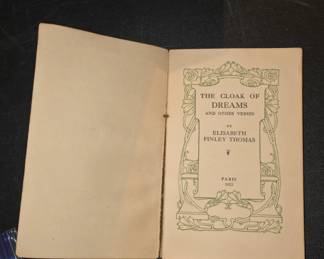 THE CLOAK OF
DREAMS
AND OTHER VERSES
BY
ELISABETH
FINLEY THOMAS
PARIS